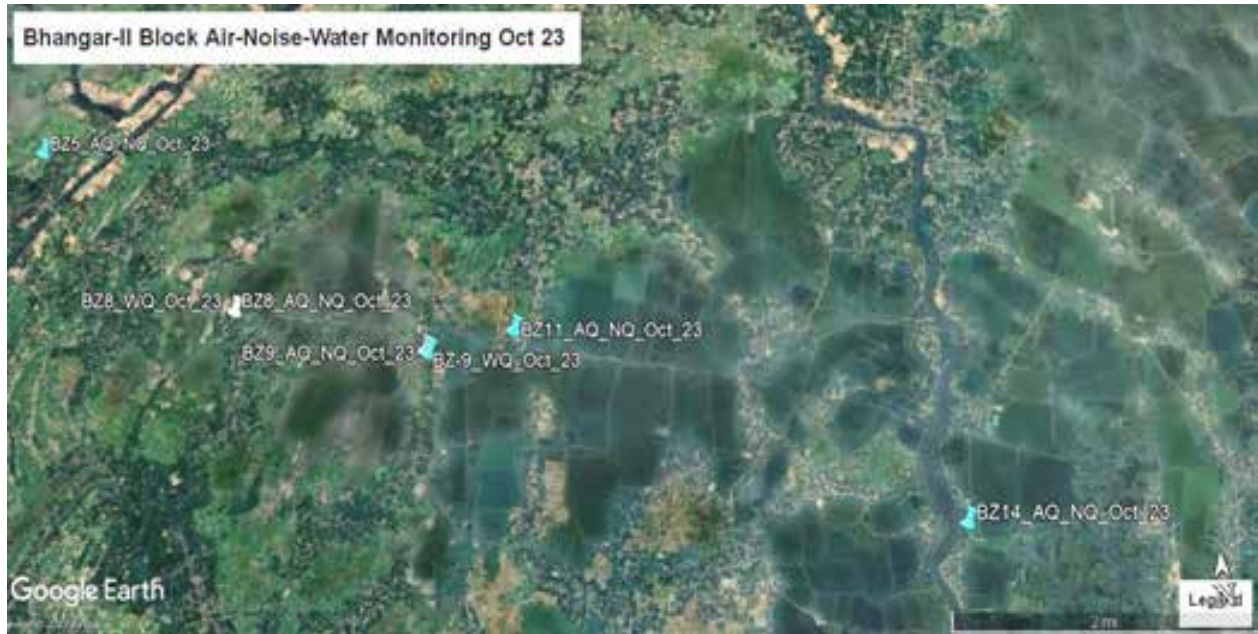 Bhangar-II Block Air-Noise-Water Monitoring Oct 23
BZ5_AQ_NQ_Oct_23
BZ8_WQ_Oct_23 BZ8_AQ_NQ_Oct_23
BZ11_AQ_NQ_Oct_23
BZ9_AQ_NQ_Oct_23 BZ-9_WQ_Oct_23
BZ14_AQ_NQ_Oct_23
Google Earth
Legend
2 mi